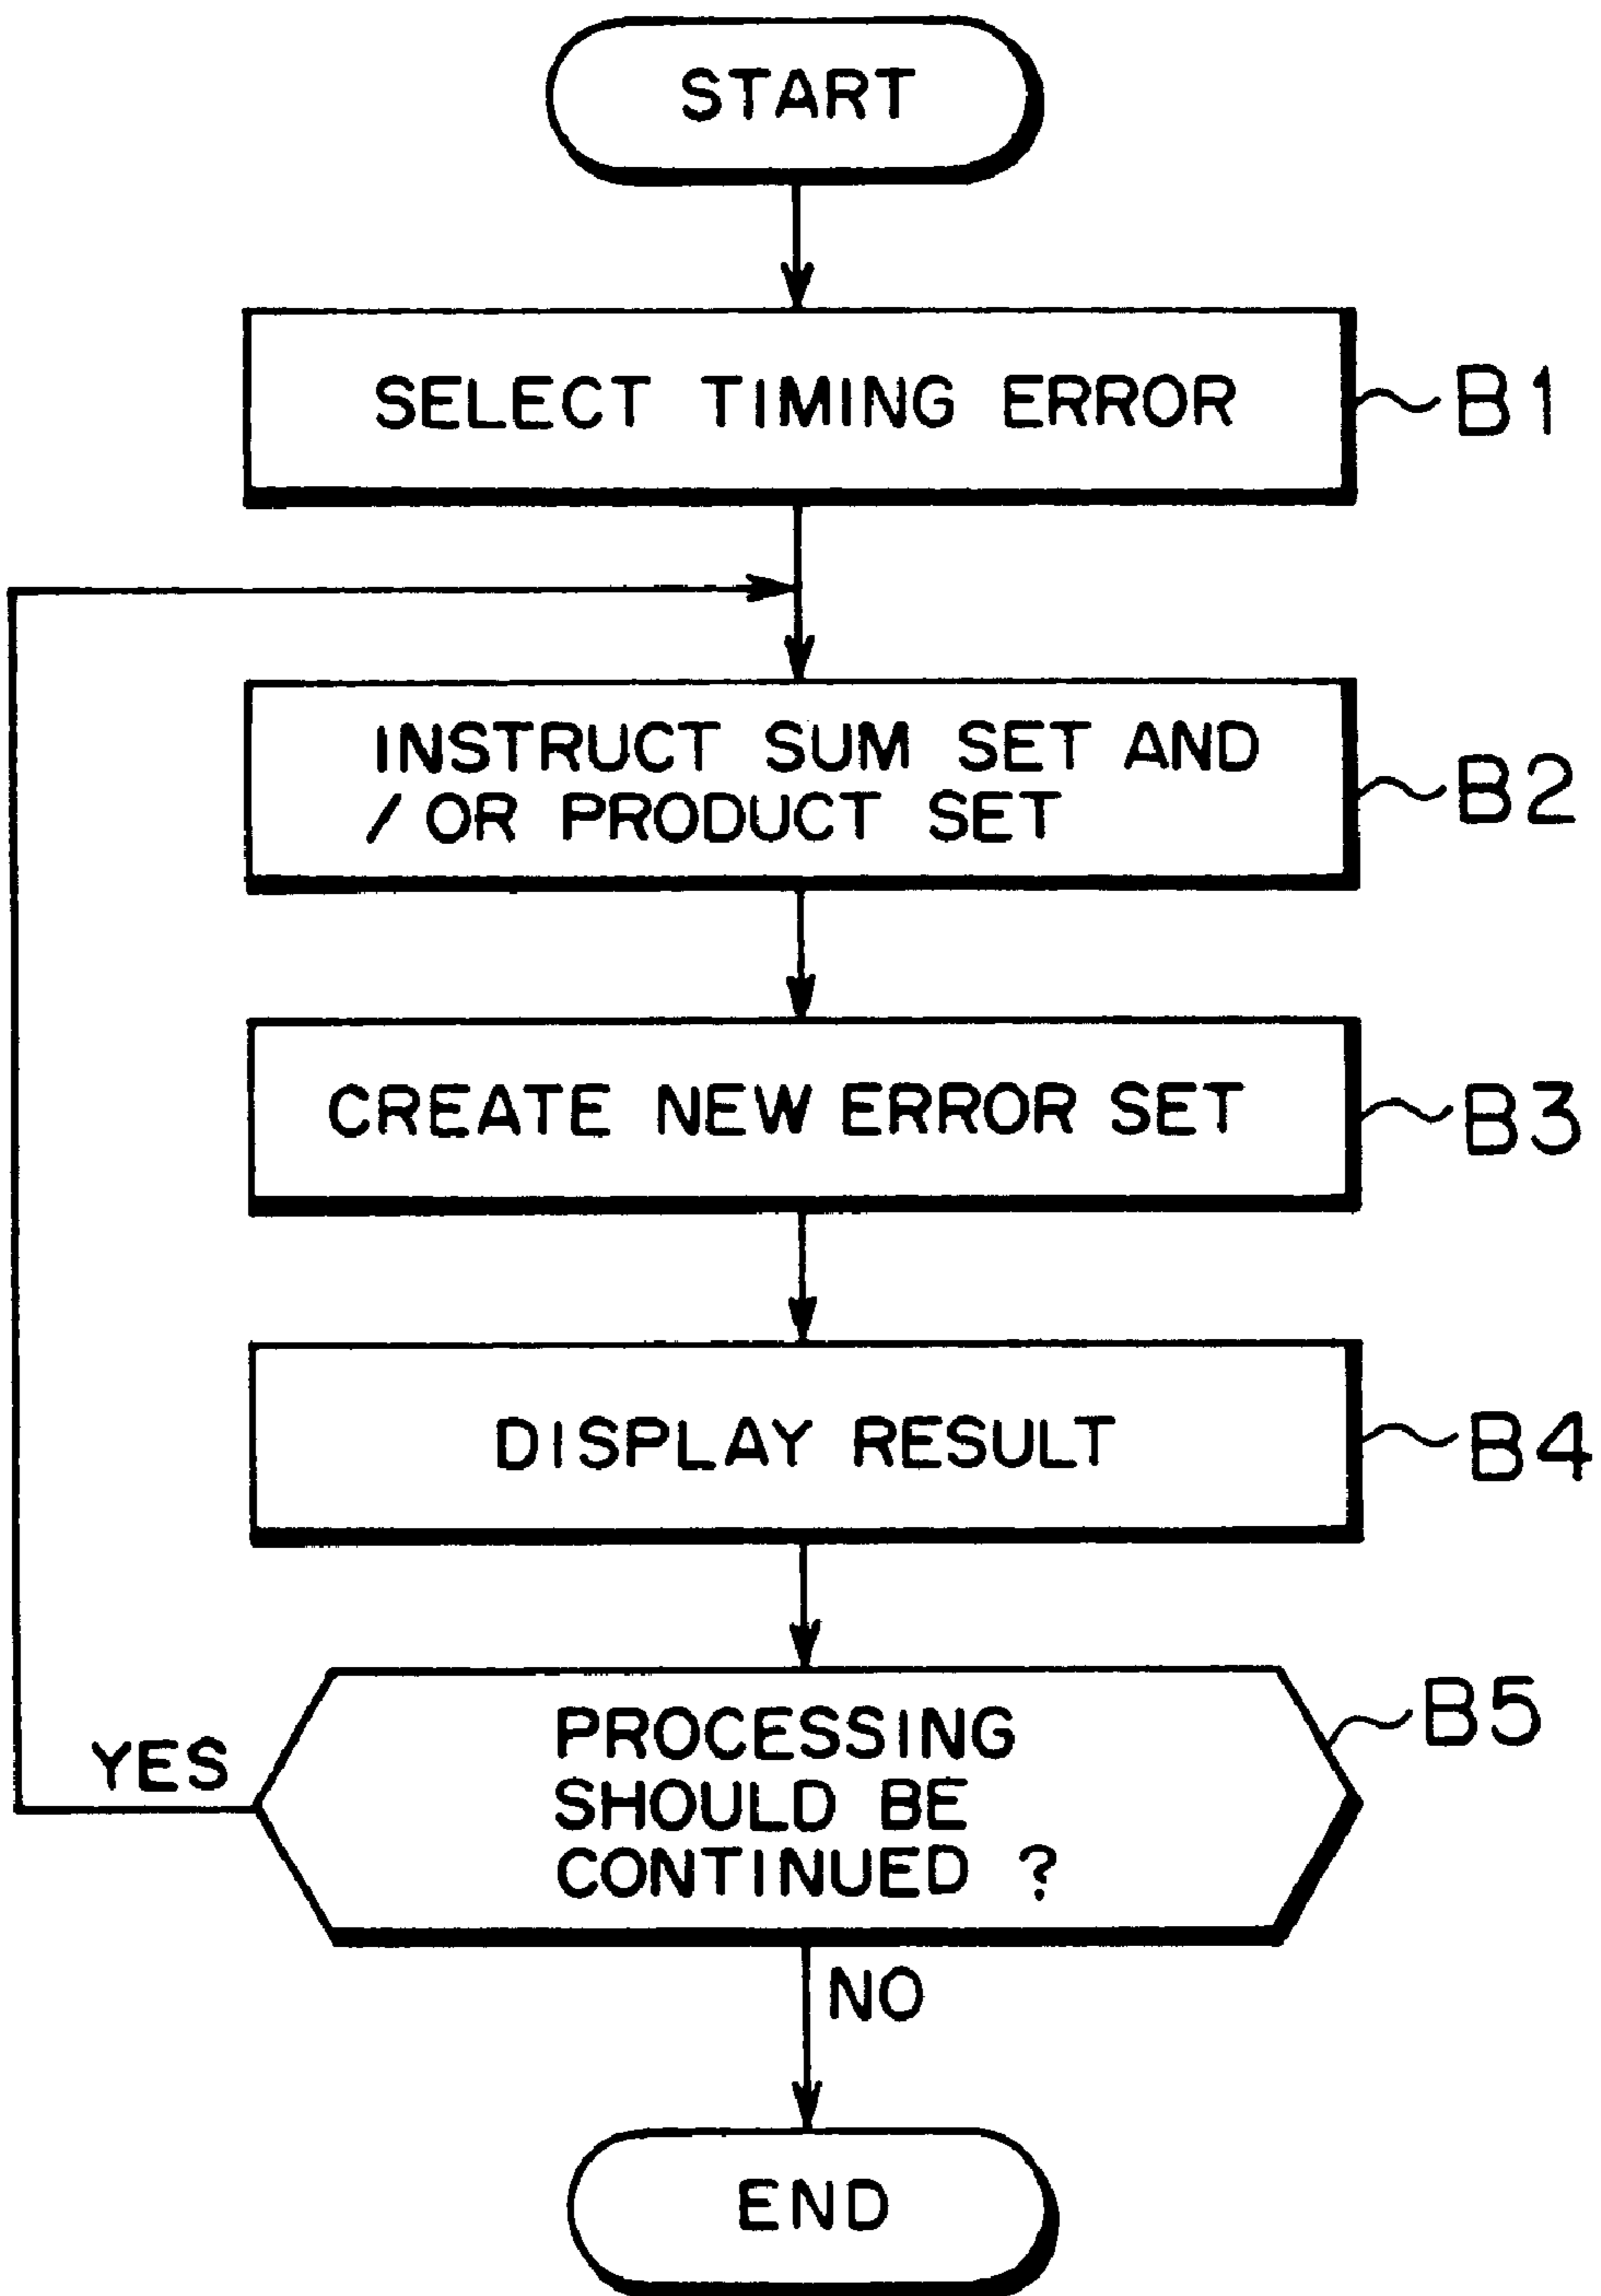 START
SELECT TIMING ERROR
B1
INSTRUCT SUM SET AND
/ OR PRODUCT SET
B2
CREATE NEW ERROR SET
B3
DISPLAY RESULT
B4
PROCESSING
SHOULD BE
CONTINUED ?
B5
YES
NO
END